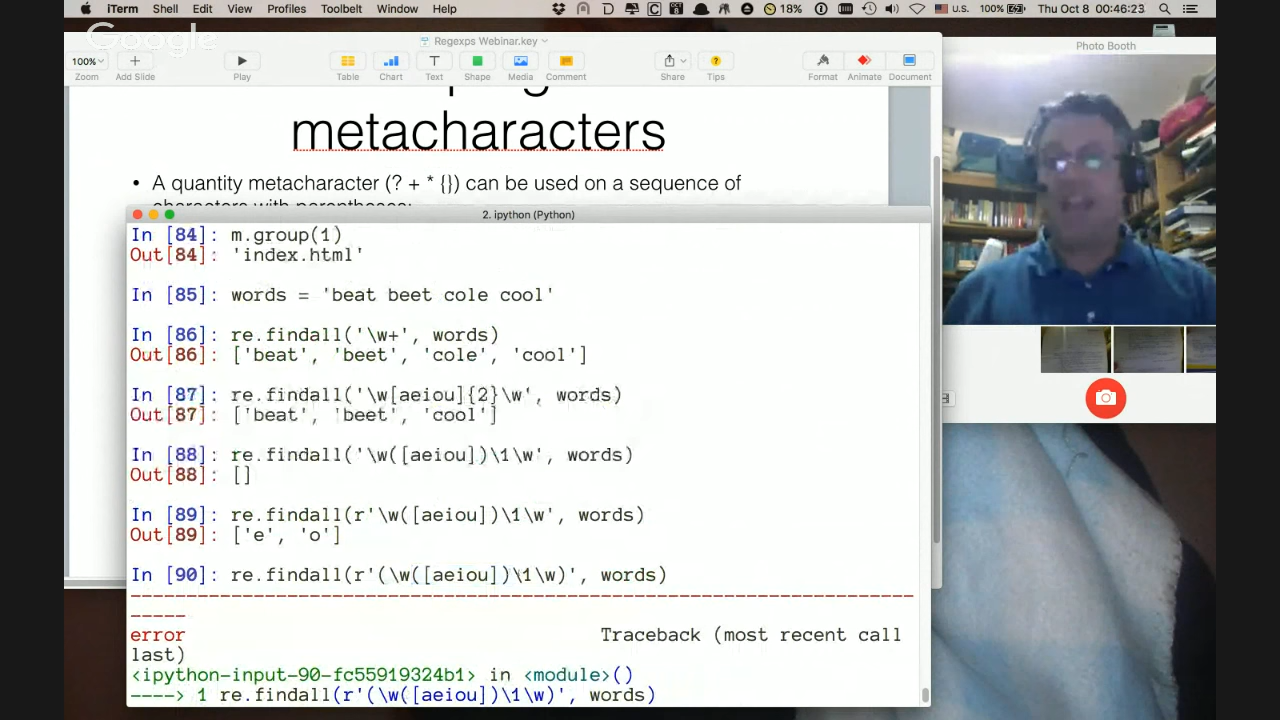 iTerm Shell Edit View Profiles Toolbelt Window Help 18% U.S. 100% Thu Oct 8 00:46:23
Google
Regexps Webinar.key
Photo Booth
100%
Zoom Add Slide Play Table Chart Text Shape Media Comment Share Tips Format Animate Document
metacharacters
• A quantity metacharacter (? + * {}) can be used on a sequence of
characters with parentheses:
2. ipython (Python)
In [84]: m.group(1)
Out[84]: 'index.html'
In [85]: words = 'beat beet cole cool'
In [86]: re.findall('\w+', words)
Out[86]: ['beat', 'beet', 'cole', 'cool']
In [87]: re.findall('\w[aeiou]{2}\w', words)
Out[87]: ['beat', 'beet', 'cool']
In [88]: re.findall('\w([aeiou])\1\w', words)
Out[88]: []
In [89]: re.findall(r'\w([aeiou])\1\w', words)
Out[89]: ['e', 'o']
In [90]: re.findall(r'(\w([aeiou])\1\w)', words)
---------------------------------------------------------------------------
error Traceback (most recent call
last)
<ipython-input-90-fc55919324b1> in <module>()
----> 1 re.findall(r'(\w([aeiou])\1\w)', words)